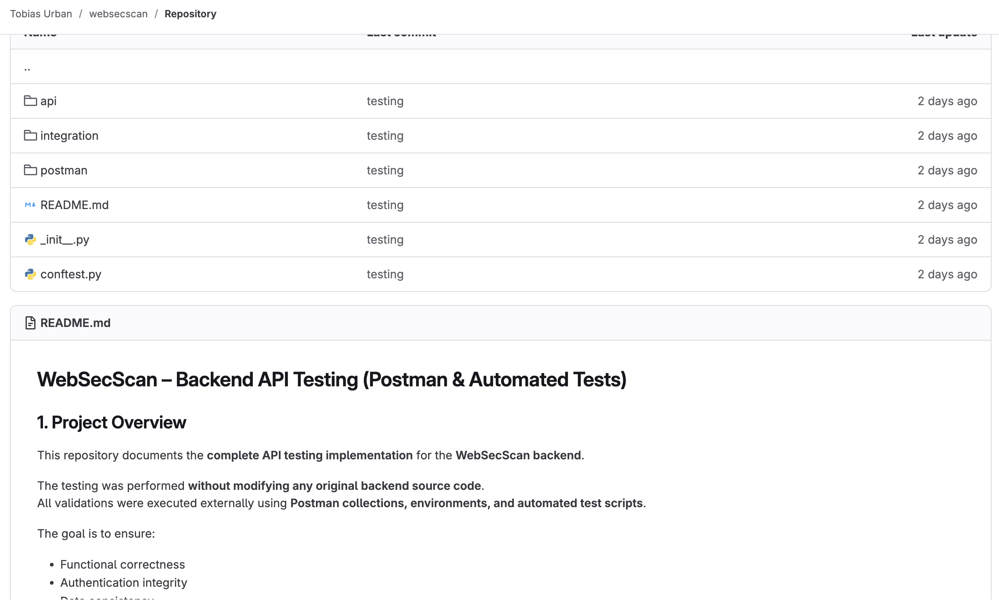 Tobias Urban / websecscan / Repository
Name Last commit Last update
..
api testing 2 days ago
integration testing 2 days ago
postman testing 2 days ago
README.md testing 2 days ago
_init__.py testing 2 days ago
conftest.py testing 2 days ago
README.md
WebSecScan – Backend API Testing (Postman & Automated Tests)
1. Project Overview
This repository documents the complete API testing implementation for the WebSecScan backend.
The testing was performed without modifying any original backend source code.
All validations were executed externally using Postman collections, environments, and automated test scripts.
The goal is to ensure:
• Functional correctness
• Authentication integrity
Data consistency